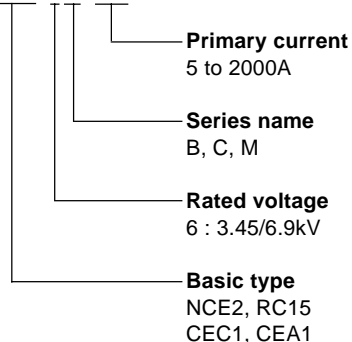 Primary current
5 to 2000A
Series name
B, C, M
Rated voltage
6 : 3.45/6.9kV
Basic type
NCE2, RC15
CEC1, CEA1